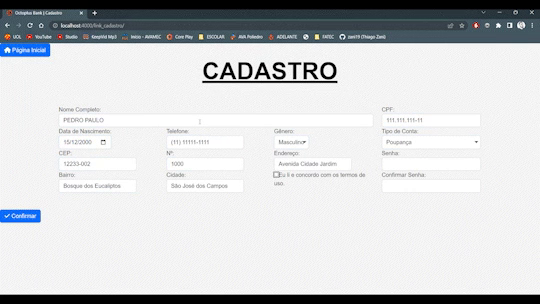 Octoplus Bank | Cadastro
localhost:4000/link_cadastro/
UOL YouTube Studio KeepVid Mp3 Início - AVAMEC Core Play ESCOLAR AVA Poliedro ADELANTE FATEC zani19 (Thiago Zani)
Página Inicial
CADASTRO
Nome Completo: CPF:
PEDRO PAULO 111.111.111-11
Data de Nascimento: Telefone: Gênero: Tipo de Conta:
15/12/2000 (11) 11111-1111 Masculino Poupança
CEP: Nº: Endereço: Senha:
12233-002 1000 Avenida Cidade Jardim
Bairro: Cidade: Eu li e concordo com os termos de Confirmar Senha:
Bosque dos Eucaliptos São José dos Campos uso.
Confirmar